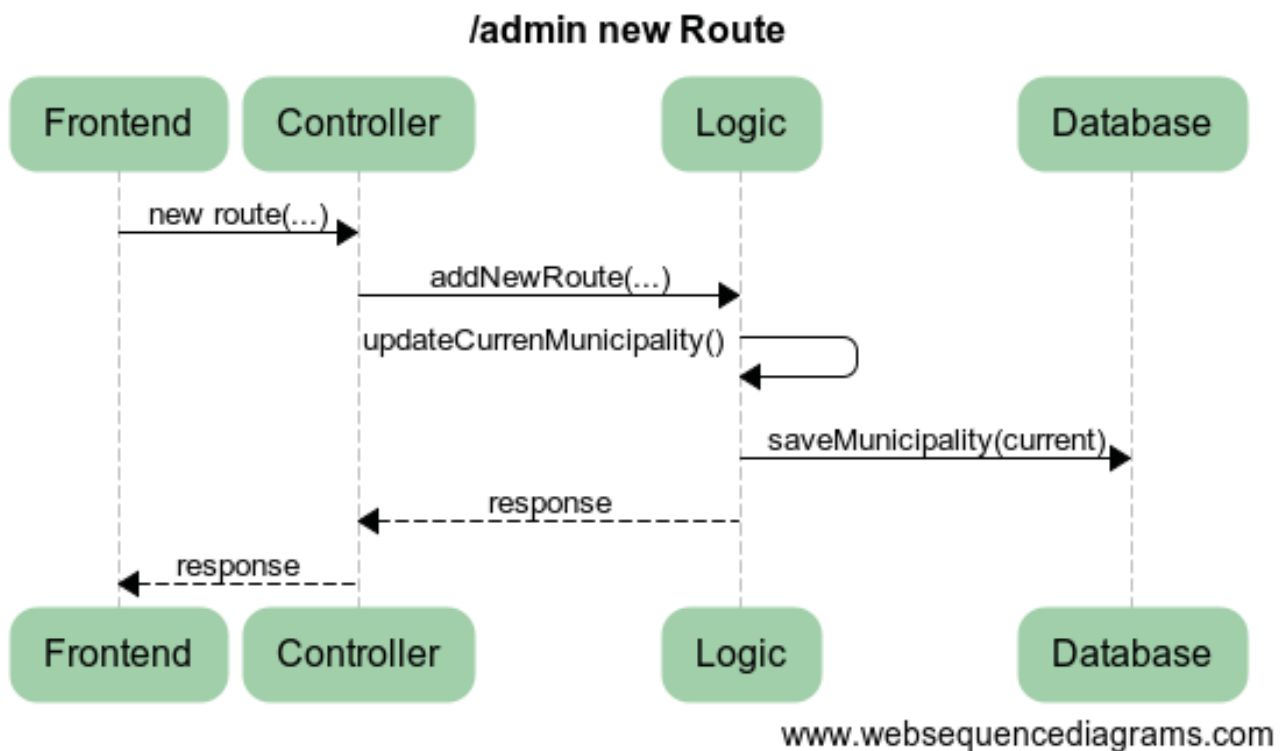 /admin new Route
Frontend Controller Logic Database
new route(...)
addNewRoute(...)
updateCurrenMunicipality()
saveMunicipality(current)
response
response
Frontend Controller Logic Database
www.websequencediagrams.com